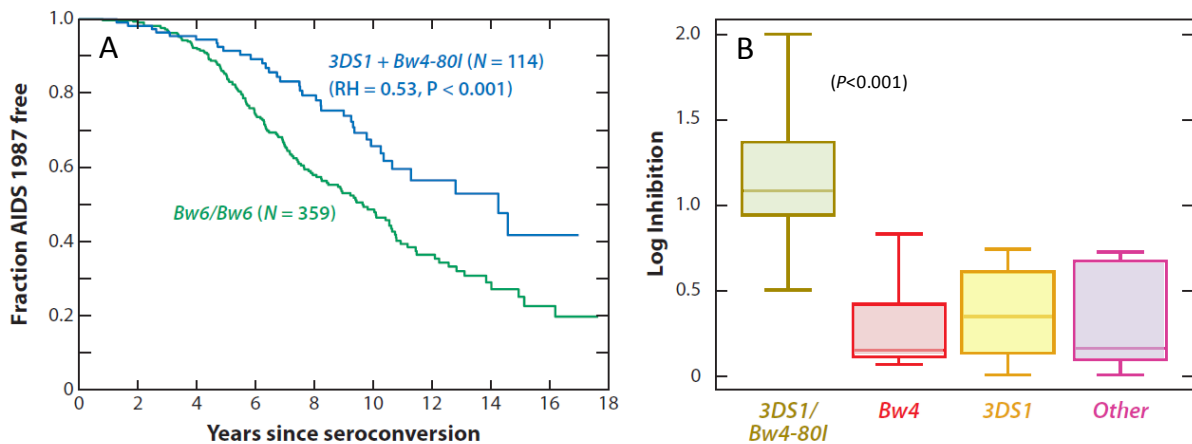 A
1.0
0.8
0.6
0.4
0.2
0
Fraction AIDS 1987 free
3DS1 + Bw4-80I (N = 114)
(RH = 0.53, P < 0.001)
Bw6/Bw6 (N = 359)
0 2 4 6 8 10 12 14 16 18
Years since seroconversion
B
2.0
1.5
1.0
0.5
0
Log Inhibition
(P<0.001)
3DS1/
Bw4-80I
Bw4
3DS1
Other